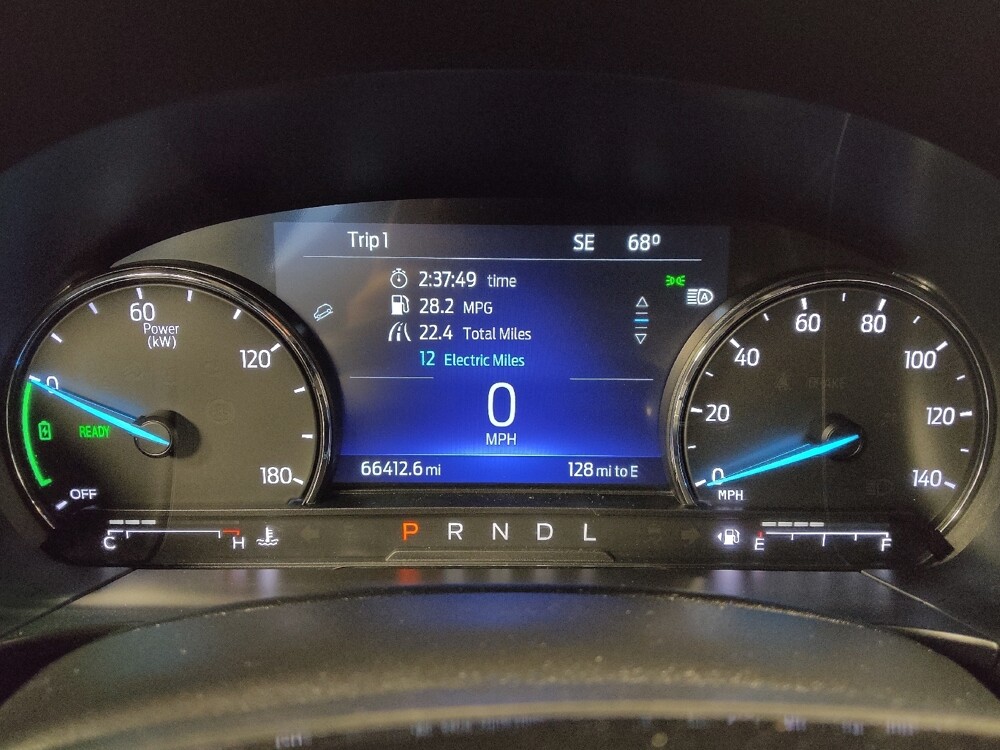 Trip 1 SE 68º
2:37:49 time
28.2 MPG
22.4 Total Miles
12 Electric Miles
0
MPH
66412.6 mi 128 mi to E
60
Power
(kW)
120
0
READY
OFF
180
60 80
40 100
20 120
0 140
MPH
C H
P R N D L
E F
A